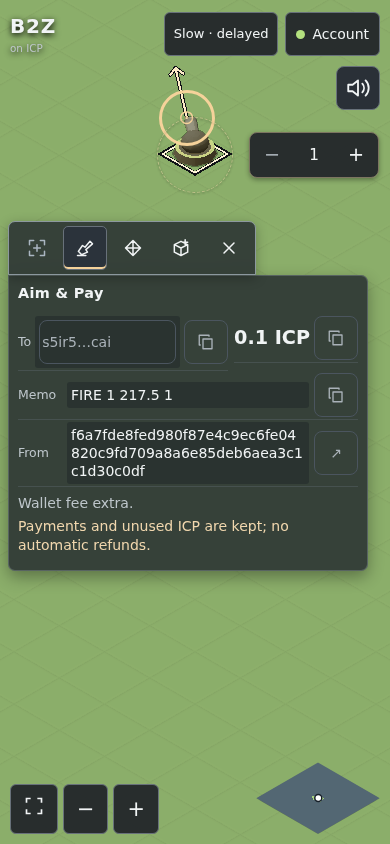 B2Z
on ICP
Slow · delayed
Account
− 1 +
Aim & Pay
To s5ir5...cai 0.1 ICP
Memo FIRE 1 217.5 1
From f6a7fde8fed980f87e4c9ec6fe04
820c9fd709a8a6e85deb6aea3c1
c1d30c0df
Wallet fee extra.
Payments and unused ICP are kept; no
automatic refunds.
− +